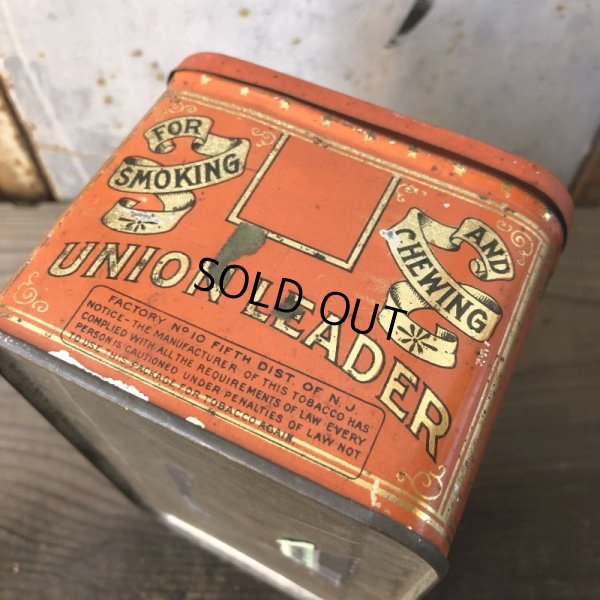 FOR
SMOKING
AND
CHEWING
UNION LEADER
SOLD OUT
FACTORY No 10 FIFTH DIST. OF N.J.
NOTICE-THE MANUFACTURER OF THIS TOBACCO HAS
COMPLIED WITH ALL THE REQUIREMENTS OF LAW. EVERY
PERSON IS CAUTIONED UNDER PENALTIES OF LAW NOT
TO USE THIS PACKAGE FOR TOBACCO AGAIN